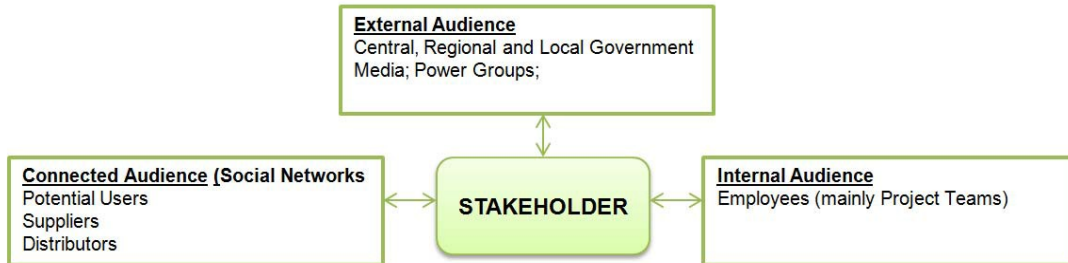 External Audience
Central, Regional and Local Government
Media; Power Groups;
Connected Audience (Social Networks
Potential Users
Suppliers
Distributors
STAKEHOLDER
Internal Audience
Employees (mainly Project Teams)